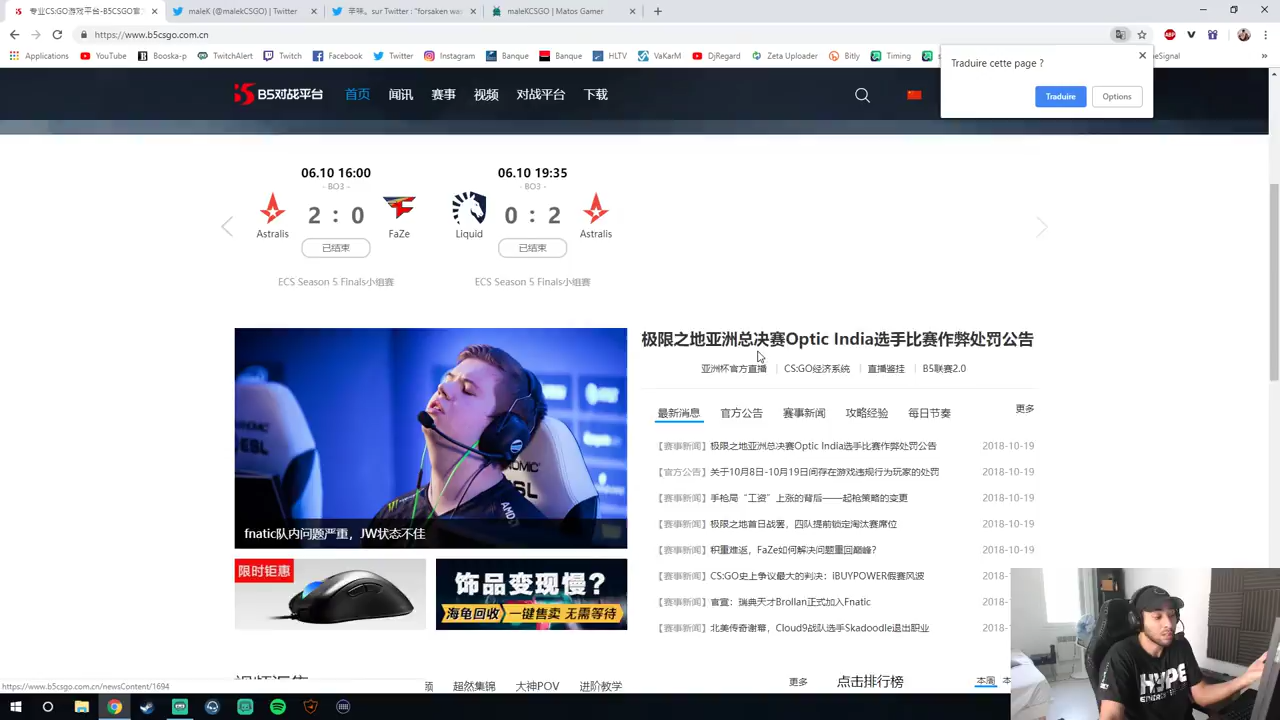 专业CS:GO游戏平台-B5CSGO官
maleK (@maleKCSGO) | Twitter
sur Twitter : "forsaken wa
maleKCSGO | Matos Gamer
https://www.b5csgo.com.cn
Applications YouTube Booska-p TwitchAlert Twitch Facebook Twitter Instagram Banque Banque HLTV VaKarM DjRegard Zeta Uploader Bitly Timing
eSignal
Traduire cette page ?
Traduire Options
B5对战平台 首页 闻讯 赛事 视频 对战平台 下载
06.10 16:00 06.10 19:35
- BO3 - - BO3 -
2 : 0 0 : 2
Astralis FaZe Liquid Astralis
已结束 已结束
ECS Season 5 Finals小组赛 ECS Season 5 Finals小组赛
极限之地亚洲总决赛Optic India选手比赛作弊处罚公告
亚洲杯官方直播 CS:GO经济系统 直播鉴挂 B5联赛2.0
最新消息 官方公告 赛事新闻 攻略经验 每日节奏 更多
【赛事新闻】极限之地亚洲总决赛Optic India选手比赛作弊处罚公告 2018-10-19
【官方公告】关于10月8日-10月19日间存在游戏违规行为玩家的处罚 2018-10-19
【赛事新闻】手枪局“工资”上涨的背后——起枪策略的变更 2018-10-19
【赛事新闻】极限之地首日战罢，四队提前锁定淘汰赛席位 2018-10-19
【赛事新闻】积重难返，FaZe如何解决问题重回巅峰？ 2018-10-19
【赛事新闻】CS:GO史上争议最大的判决：iBUYPOWER假赛风波 2018-
【赛事新闻】官宣：瑞典天才Brollan正式加入Fnatic 2018-1
【赛事新闻】北美传奇谢幕，Cloud9战队选手Skadoodle退出职业 2018-
ESL
AMD
fnatic队内问题严重，JW状态不佳
限时钜惠
饰品变现慢？
海龟回收 一键售卖 无需等待
超然集锦 大神POV 进阶教学 更多 点击排行榜 本周
https://www.b5csgo.com.cn/newsContent/1694
HYPE